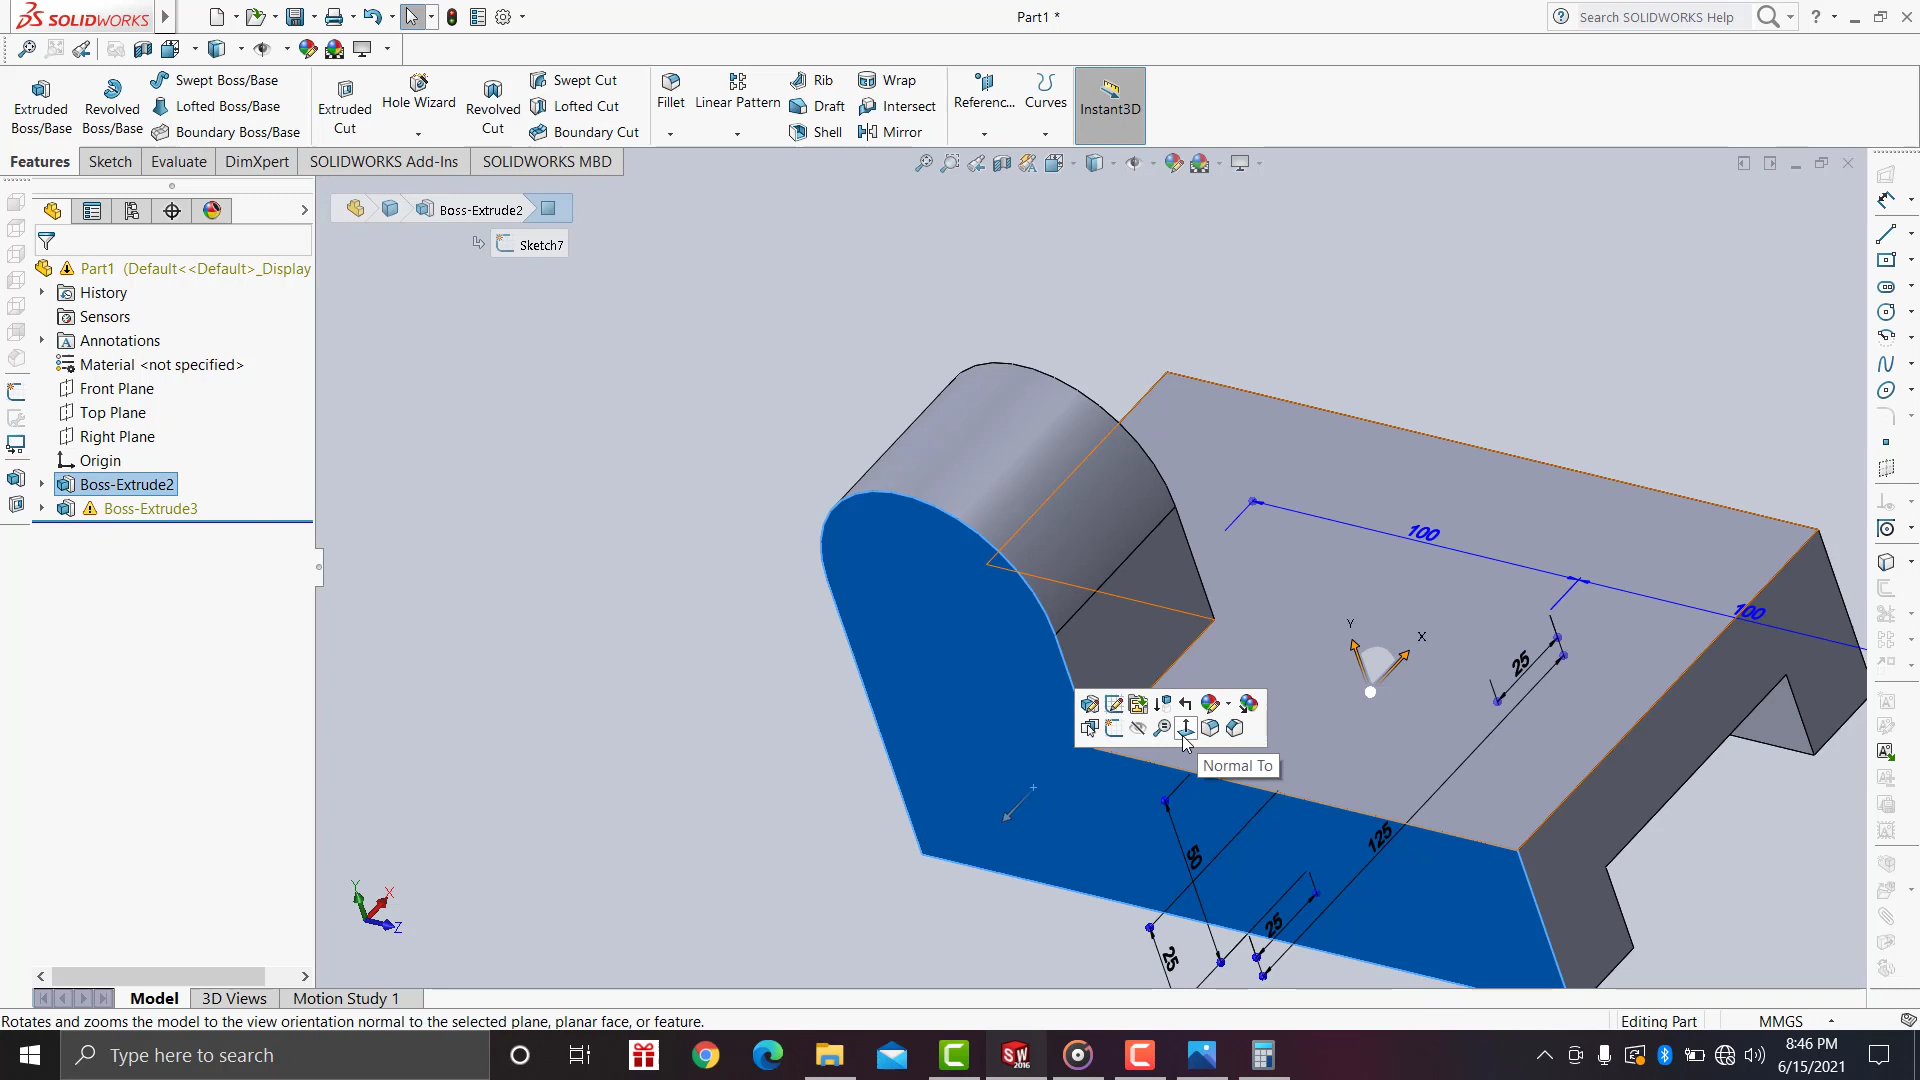 SOLIDWORKS
Part1 *
Search SOLIDWORKS Help
Extruded Boss/Base
Revolved Boss/Base
Swept Boss/Base
Lofted Boss/Base
Boundary Boss/Base
Extruded Cut
Hole Wizard
Revolved Cut
Swept Cut
Lofted Cut
Boundary Cut
Fillet
Linear Pattern
Rib
Draft
Shell
Wrap
Intersect
Mirror
Referenc...
Curves
Instant3D
Features
Sketch
Evaluate
DimXpert
SOLIDWORKS Add-Ins
SOLIDWORKS MBD
Boss-Extrude2
Sketch7
Part1 (Default<<Default>_Display
History
Sensors
Annotations
Material <not specified>
Front Plane
Top Plane
Right Plane
Origin
Boss-Extrude2
Boss-Extrude3
100
100
Y
X
25
125
50
25
25
Normal To
Y
X
Z
Model
3D Views
Motion Study 1
Rotates and zooms the model to the view orientation normal to the selected plane, planar face, or feature.
Editing Part
MMGS
Type here to search
SW
2016
8:46 PM
6/15/2021